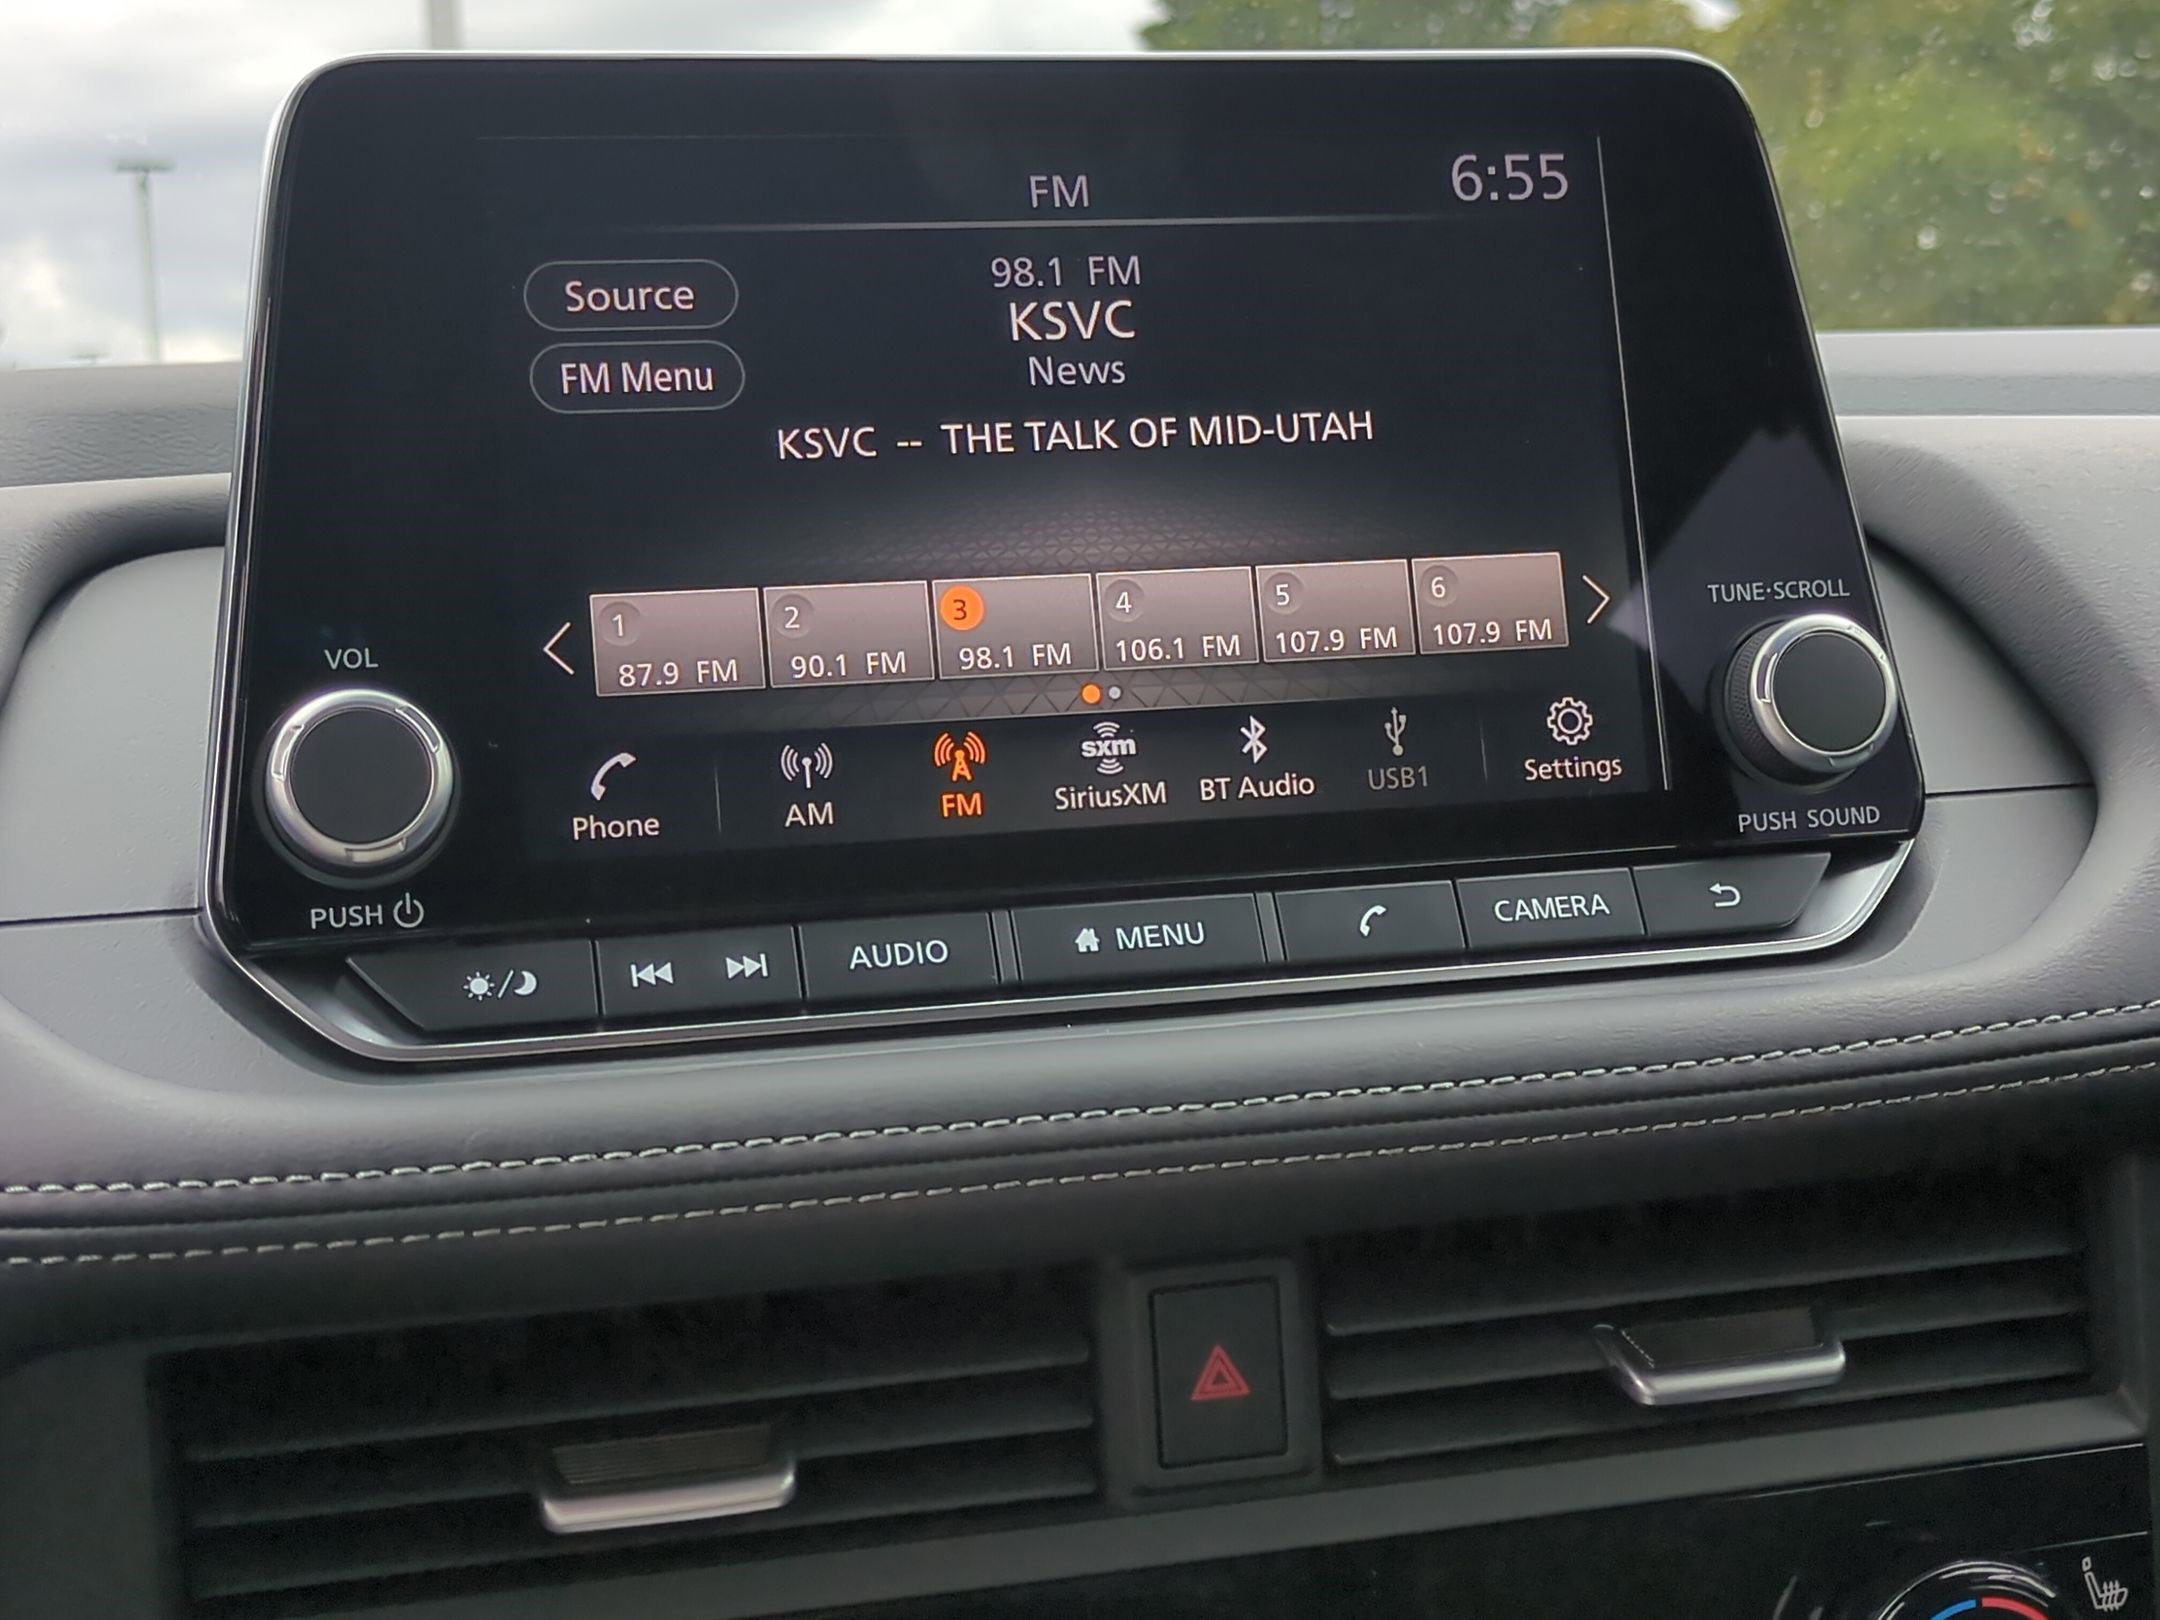 FM
6:55
Source
98.1 FM
KSVC
FM Menu
News
KSVC -- THE TALK OF MID-UTAH
1
87.9 FM
2
90.1 FM
3
98.1 FM
4
106.1 FM
5
107.9 FM
6
107.9 FM
VOL
PUSH
TUNE·SCROLL
PUSH SOUND
Phone
AM
FM
sxm
SiriusXM
BT Audio
USB1
Settings
AUDIO
MENU
CAMERA